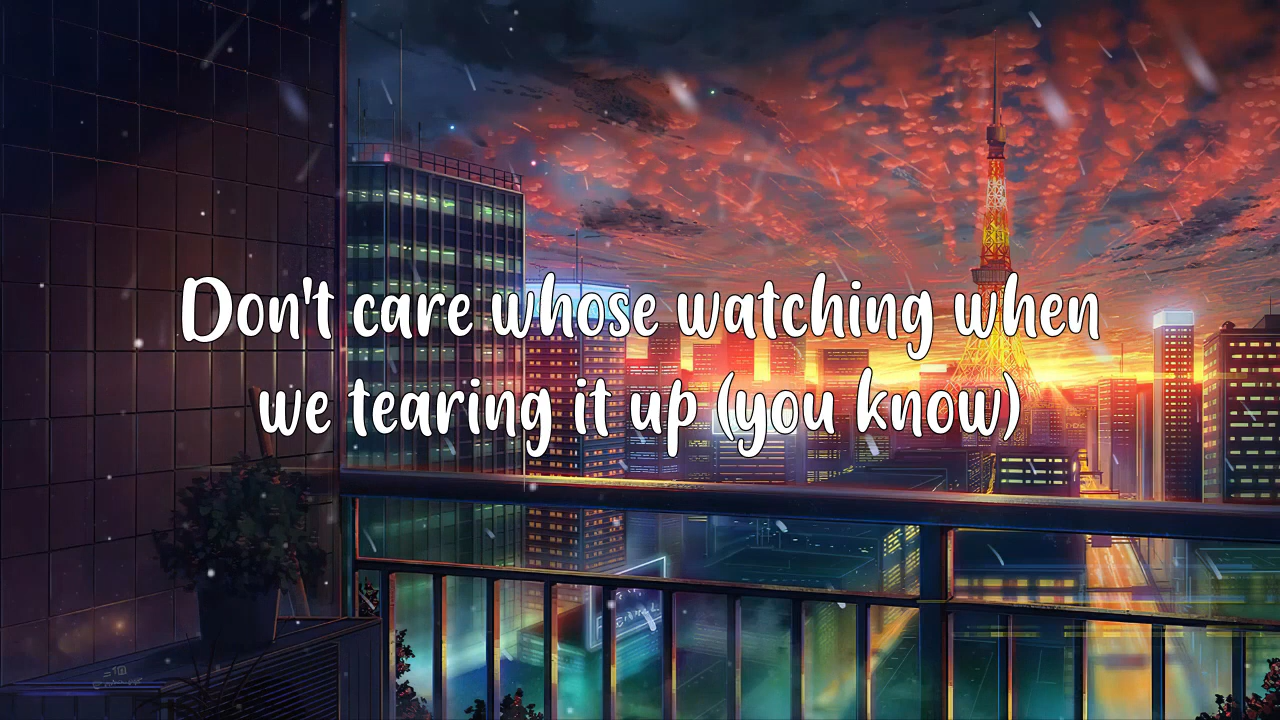 Don't care whose watching when
we tearing it up (you know)